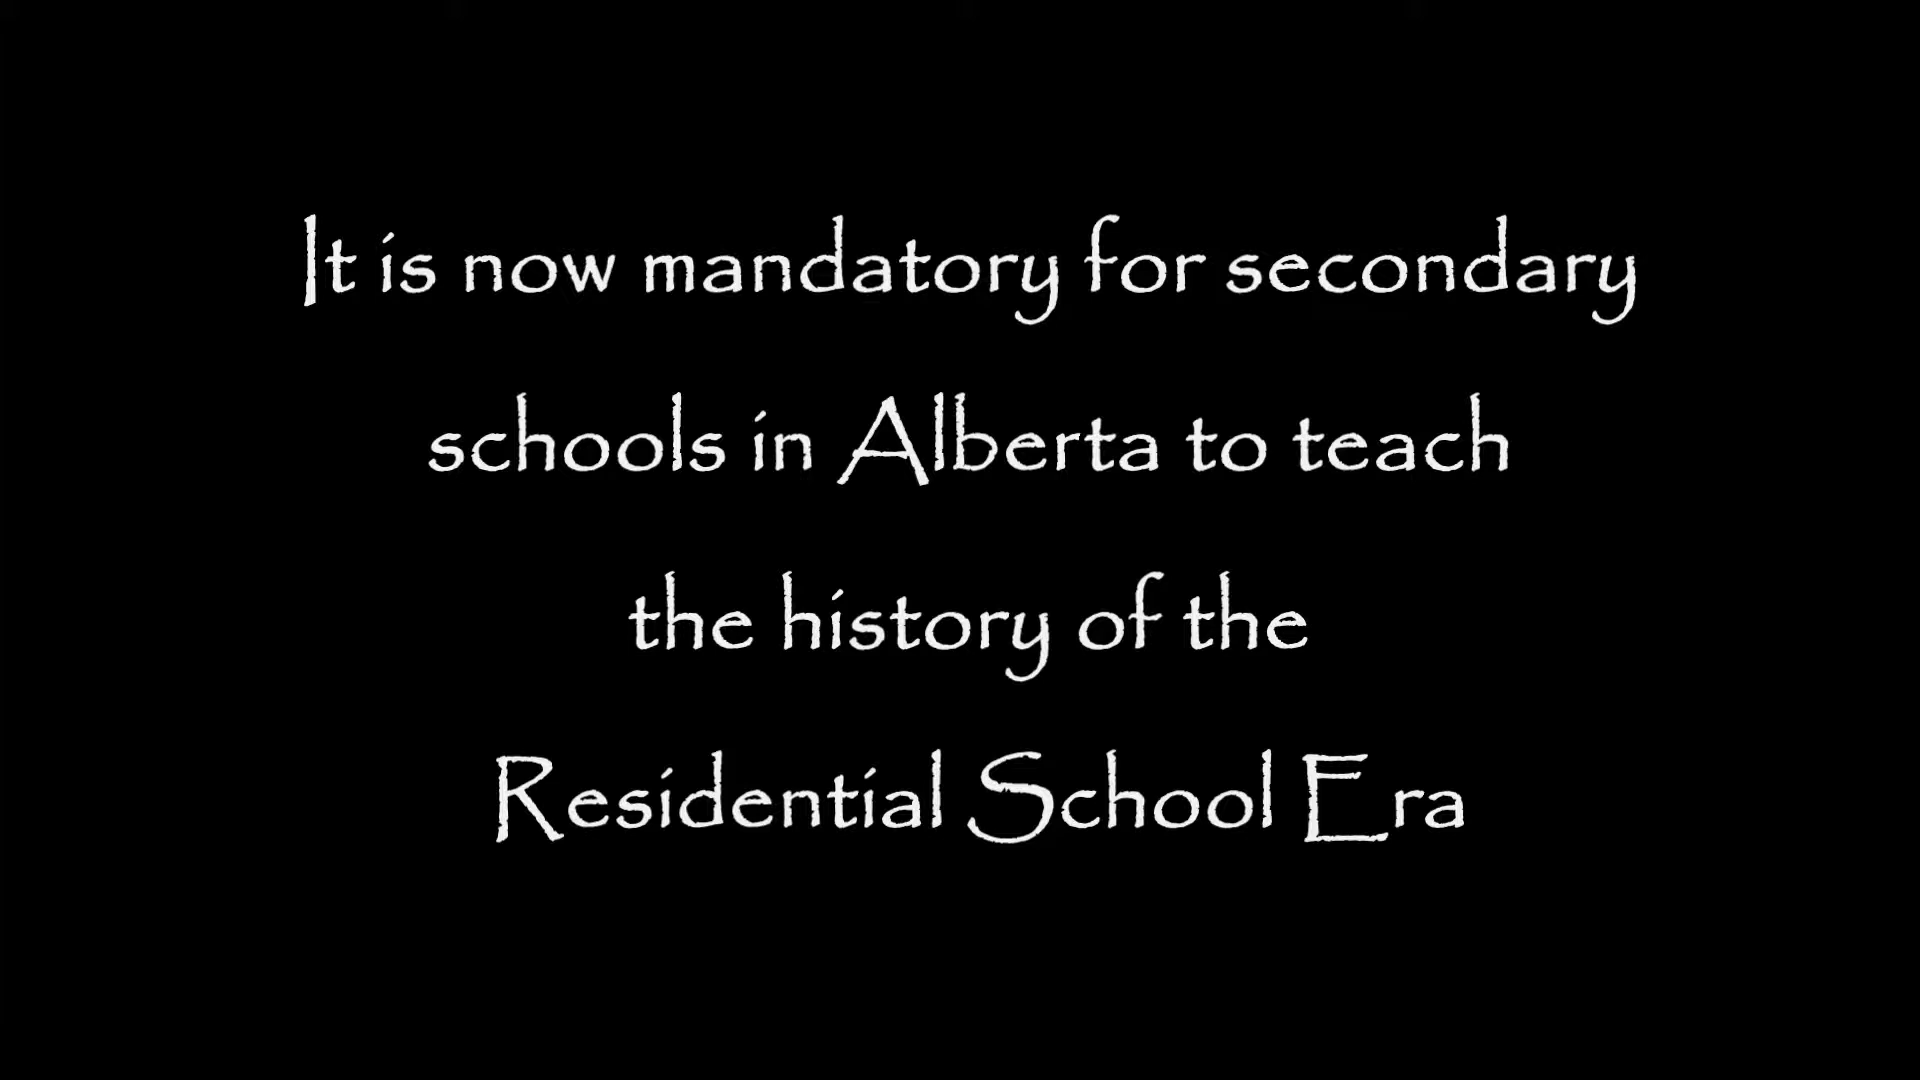 It is now mandatory for secondary
schools in Alberta to teach
the history of the
Residential School Era